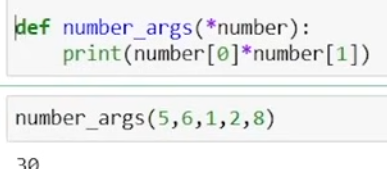 def number_args(*number):
    print(number[0]*number[1])
number_args(5,6,1,2,8)
30